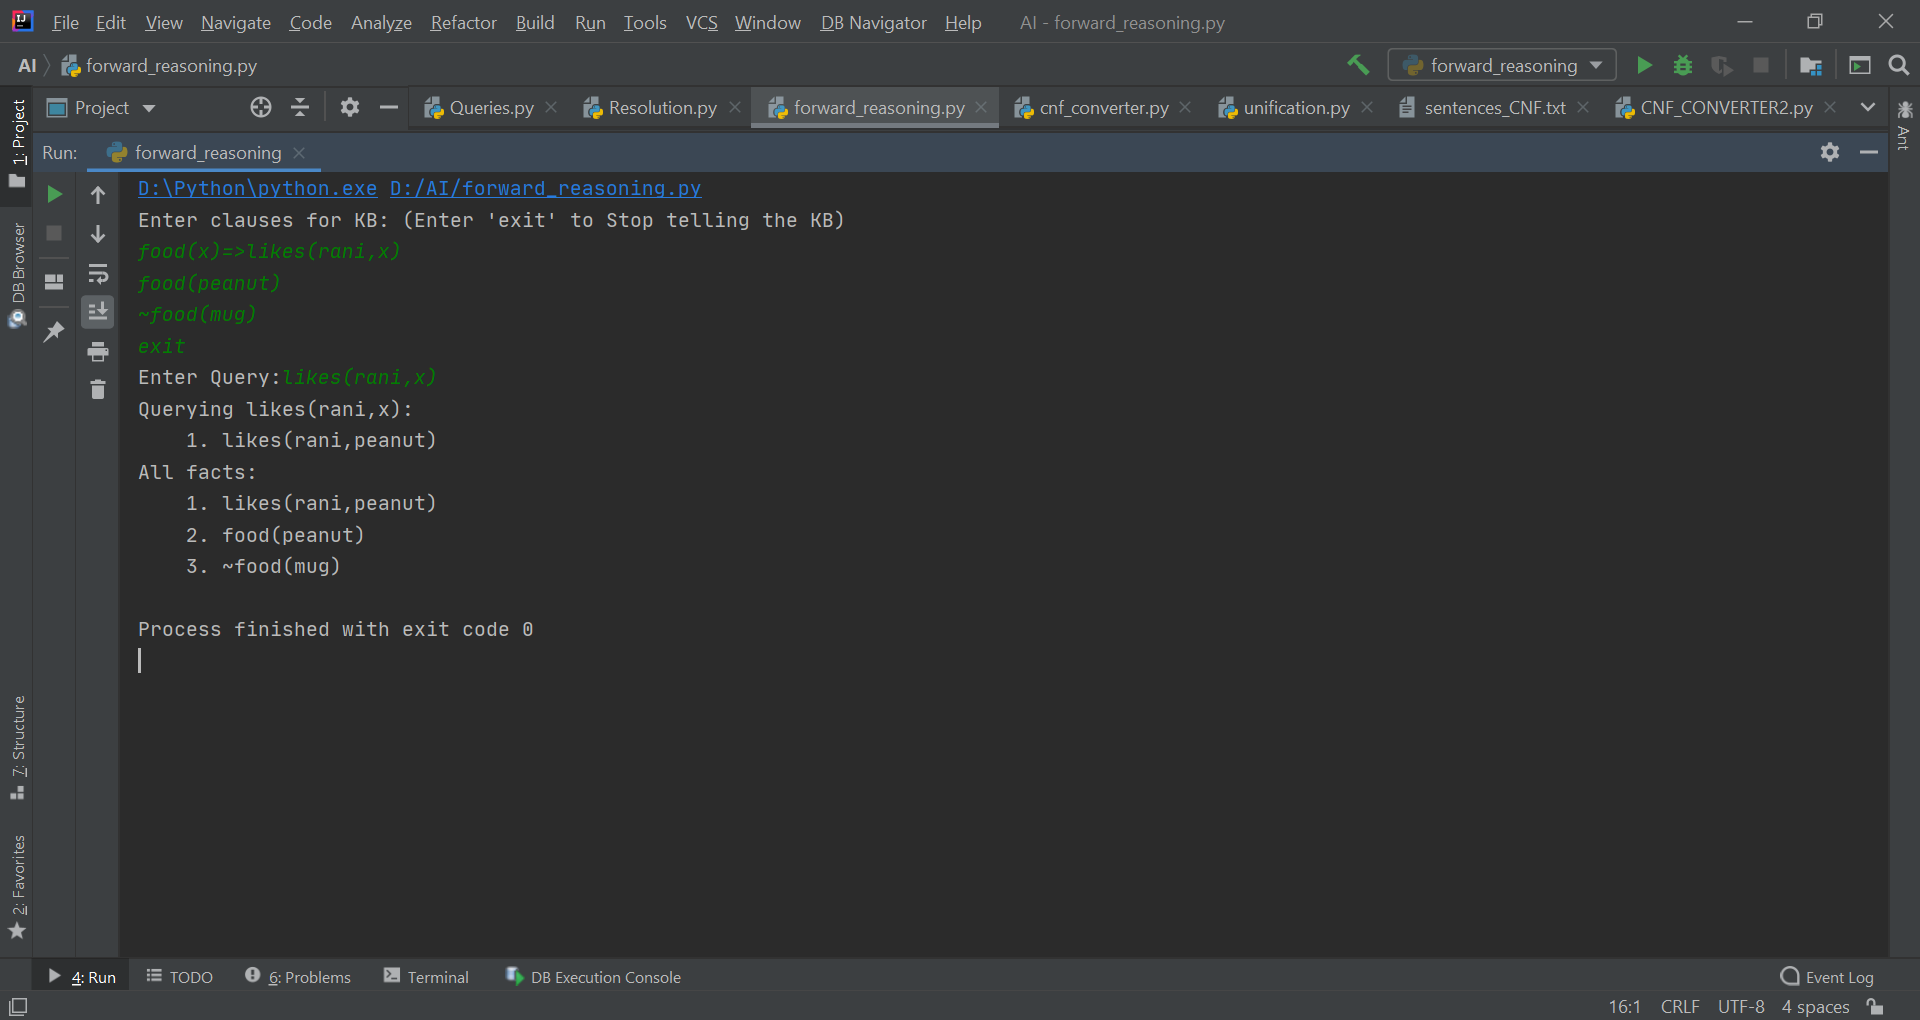 File Edit View Navigate Code Analyze Refactor Build Run Tools VCS Window DB Navigator Help AI - forward_reasoning.py
AI forward_reasoning.py forward_reasoning
Project Queries.py Resolution.py forward_reasoning.py cnf_converter.py unification.py sentences_CNF.txt CNF_CONVERTER2.py
Run: forward_reasoning
1: Project
DB Browser
7: Structure
2: Favorites
Ant
D:\Python\python.exe D:/AI/forward_reasoning.py
Enter clauses for KB: (Enter 'exit' to Stop telling the KB)
food(x)=>likes(rani,x)
food(peanut)
~food(mug)
exit
Enter Query:likes(rani,x)
Querying likes(rani,x):
1. likes(rani,peanut)
All facts:
1. likes(rani,peanut)
2. food(peanut)
3. ~food(mug)
Process finished with exit code 0
4: Run TODO 6: Problems Terminal DB Execution Console Event Log
16:1 CRLF UTF-8 4 spaces